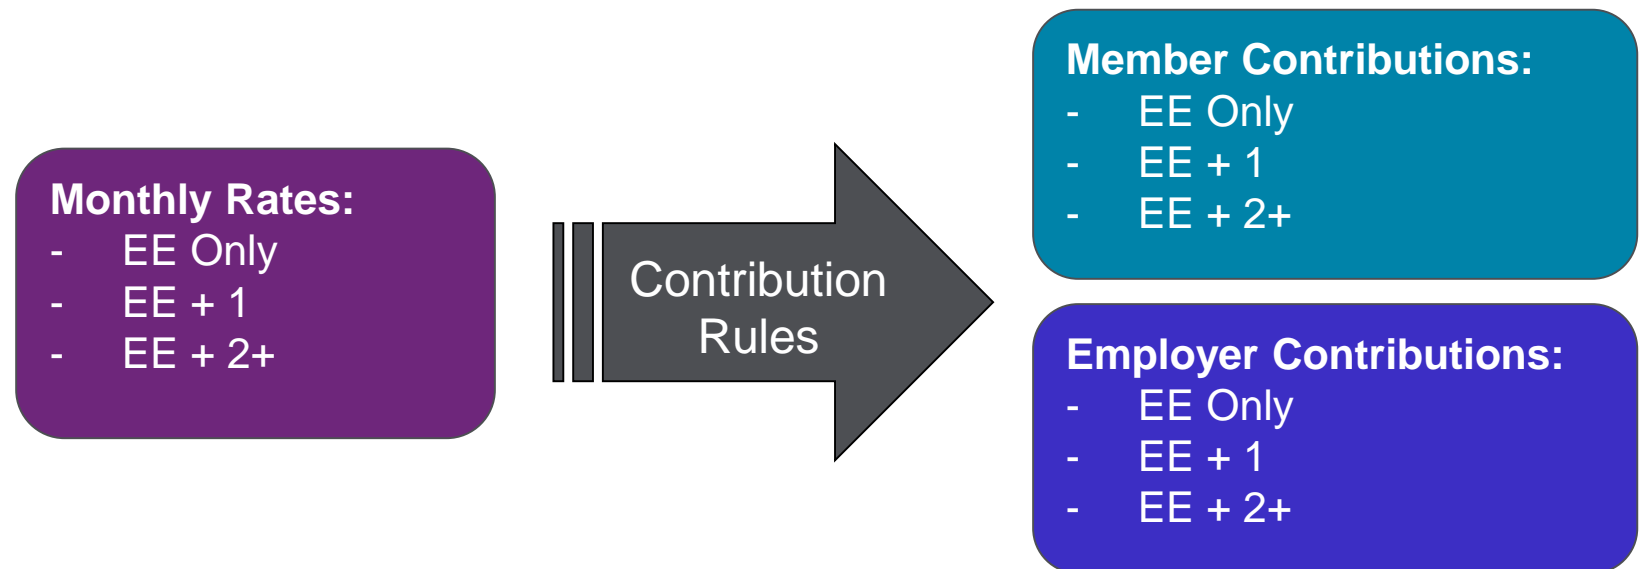 Monthly Rates:
- EE Only
- EE + 1
- EE + 2+
Contribution
Rules
Member Contributions:
- EE Only
- EE + 1
- EE + 2+
Employer Contributions:
- EE Only
- EE + 1
- EE + 2+